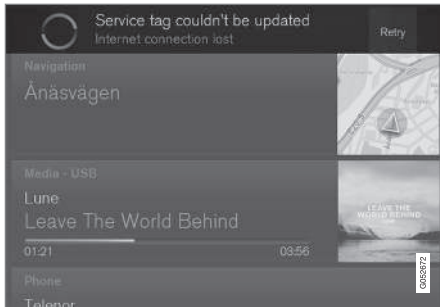 Service tag couldn't be updated
Internet connection lost
Retry
Navigation
Ånäsvägen
Media - USB
Lune
Leave The World Behind
01:21
03:56
LEAVE THE
WORLD BEHIND
Phone
Telenor
G052672